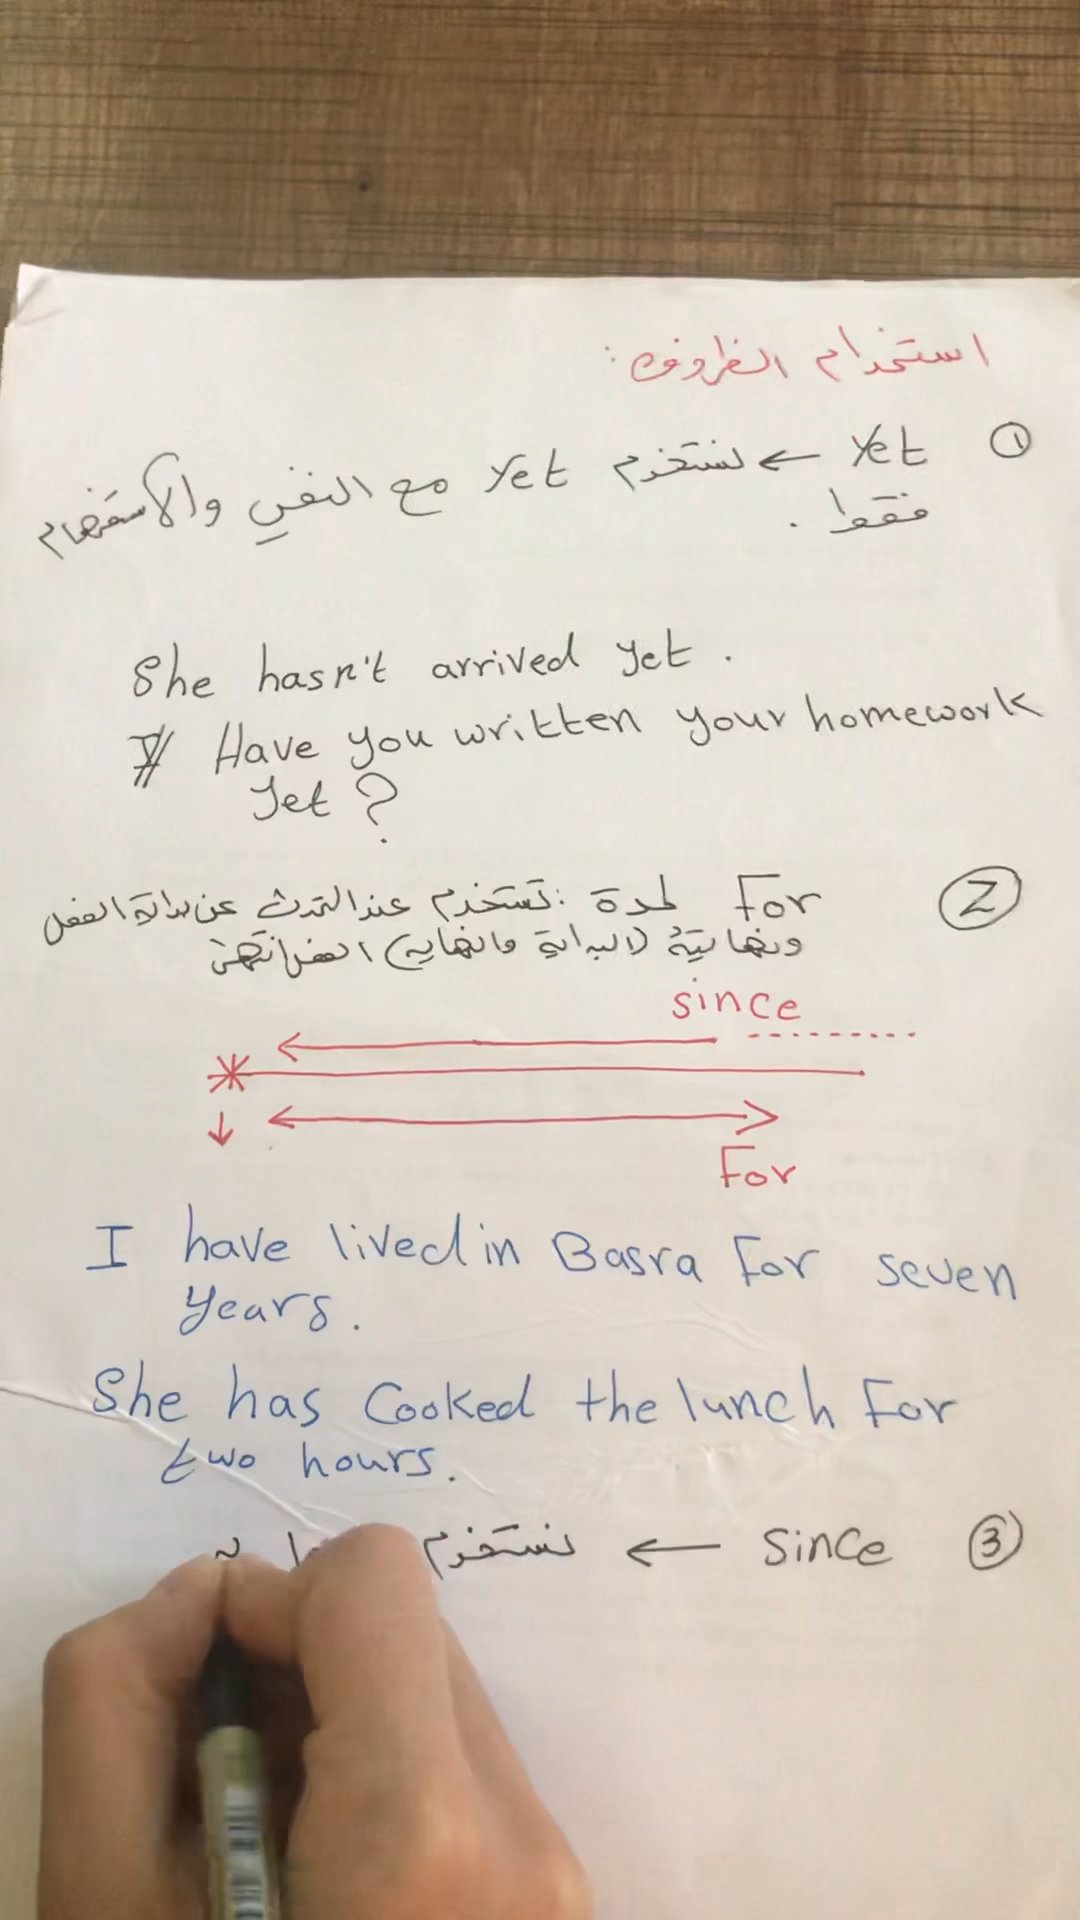 استخدام الظروف:
① Yet ← نستخدم Yet مع النفي والاستفهام
فقط .
She hasn't arrived yet .
Have you written your homework
Yet ?
② For لمدة : تستخدم عند التحدث عن بداية الفعل
ونهايتهُ (البداية والنهاية) الفعل انتهى
since
For
I have lived in Basra For seven
years.
She has Cooked the lunch For
two hours.
③ Since ← نستخدم